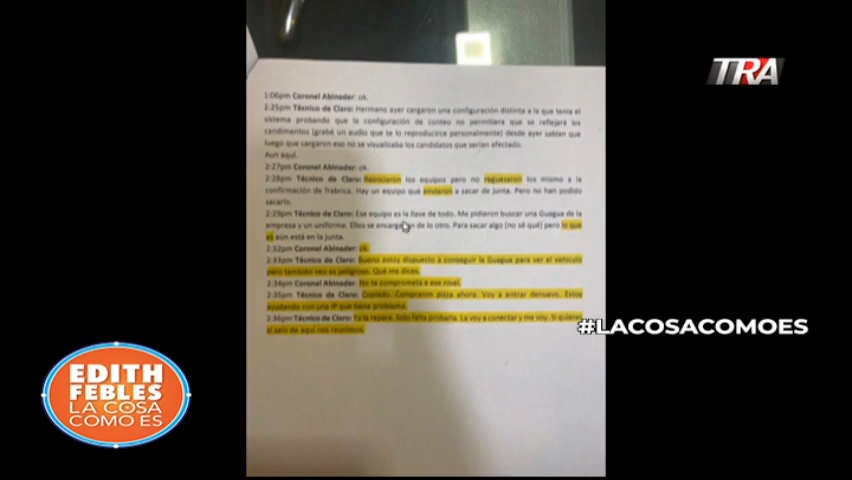 1:06pm Coronel Abinader: ok.
2:25pm Técnico de Claro: Hermano ayer cargaron una configuración distinta a la que tenía el
sistema probando que la configuración de conteo no permitiera que se reflejará los
candimentos (grabé un audio que te lo reproduciré personalmente) desde ayer sabían que
luego que cargaron eso no se visualizaba los candidatos que serían afectado.
Aun aquí.
2:27pm Coronel Abinader: ok.
2:28pm Técnico de Claro: Reiniciaron los equipos pero no reguesaron los mismo a la
confirmación de frabrica. Hay un equipo que enviaron a sacar de junta. Pero no han podido
sacarlo.
2:29pm Técnico de Claro: Ese equipo es la llave de todo. Me pidieron buscar una Guagua de la
empresa y un uniforme. Ellos se encargan de lo otro. Para sacar algo (no sé qué) pero lo que
es aún está en la junta.
2:32pm Coronel Abinader: ok.
2:33pm Técnico de Claro: Bueno estoy dispuesto a conseguir la Guagua para ver el vehículo
pero también veo es peligroso. Qué me dices.
2:34pm Coronel Abinader: No te comprometa a ese nivel.
2:35pm Técnico de Claro: Copiado. Compraron pizza ahora. Voy a entrar denuevo. Estoy
ayudando con una IP que tiene problema.
2:36pm Técnico de Claro: Ya la repare. Solo falta probarla. La voy a conectar y me voy. Si quieres
al salir de aquí nos reunimos.
TRA
#LACOSACOMOES
EDITH
FEBLES
LA COSA
COMO ES